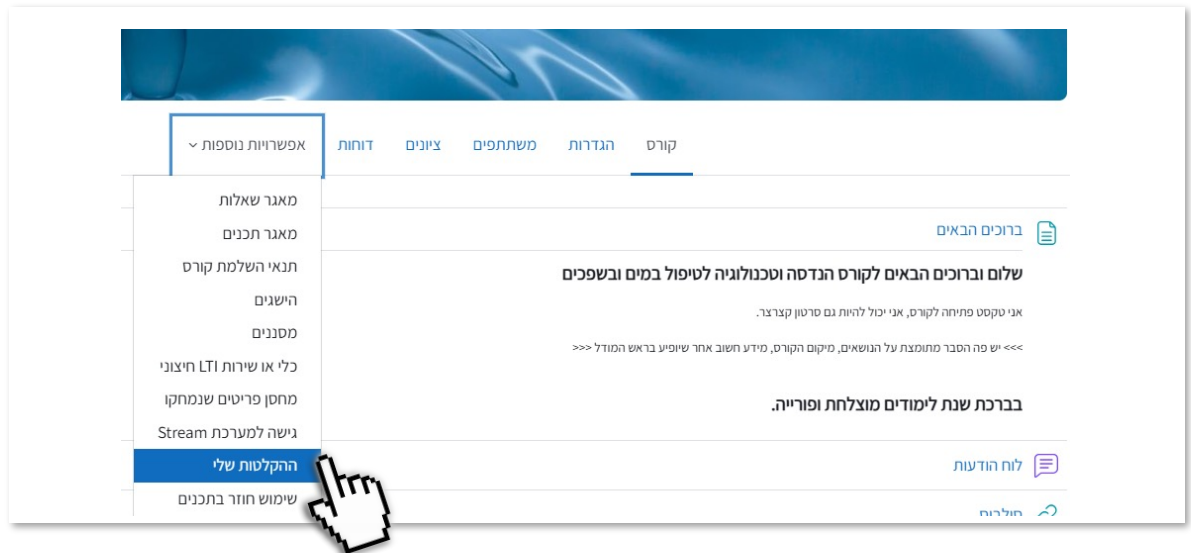 קורס הגדרות משתתפים ציונים דוחות אפשרויות נוספות
מאגר שאלות
מאגר תכנים
תנאי השלמת קורס
הישגים
מסננים
כלי או שירות LTI חיצוני
מחסן פריטים שנמחקו
גישה למערכת Stream
ההקלטות שלי
שימוש חוזר בתכנים
ברוכים הבאים
שלום וברוכים הבאים לקורס הנדסה וטכנולוגיה לטיפול במים ובשפכים
אני טקסט פתיחה לקורס, אני יכול להיות גם סרטון קצרצר.
>>> יש פה הסבר מתומצת על הנושאים, מיקום הקורס, מידע חשוב אחר שיופיע בראש המודל <<<
בברכת שנת לימודים מוצלחת ופורייה.
לוח הודעות